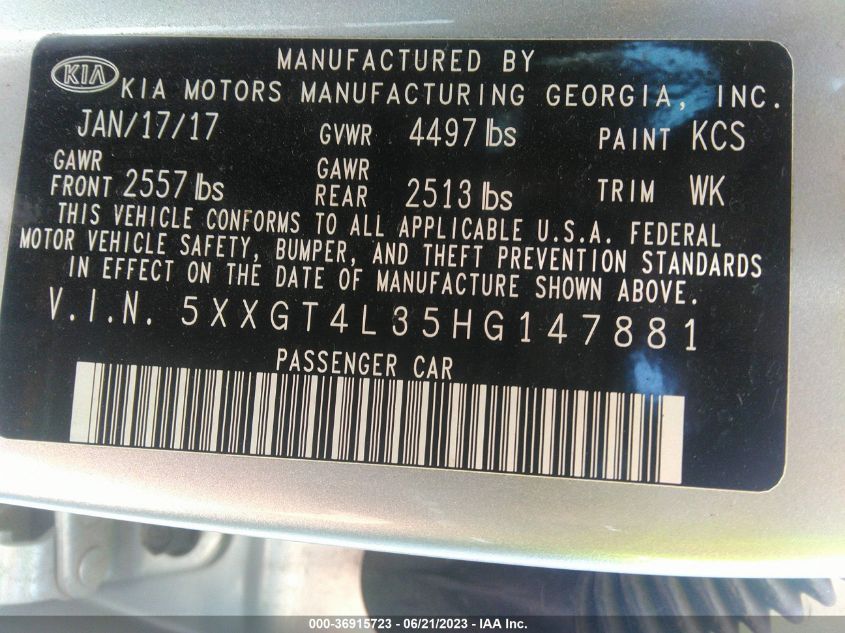 MANUFACTURED BY
KIA KIA MOTORS MANUFACTURING GEORGIA, INC.
JAN/17/17 GVWR 4497 lbs PAINT KCS
GAWR FRONT 2557 lbs GAWR REAR 2513 lbs TRIM WK
THIS VEHICLE CONFORMS TO ALL APPLICABLE U.S.A. FEDERAL
MOTOR VEHICLE SAFETY, BUMPER, AND THEFT PREVENTION STANDARDS
IN EFFECT ON THE DATE OF MANUFACTURE SHOWN ABOVE.
V.I.N. 5XXGT4L35HG147881
PASSENGER CAR
000-36915723 - 06/21/2023 - IAA Inc.